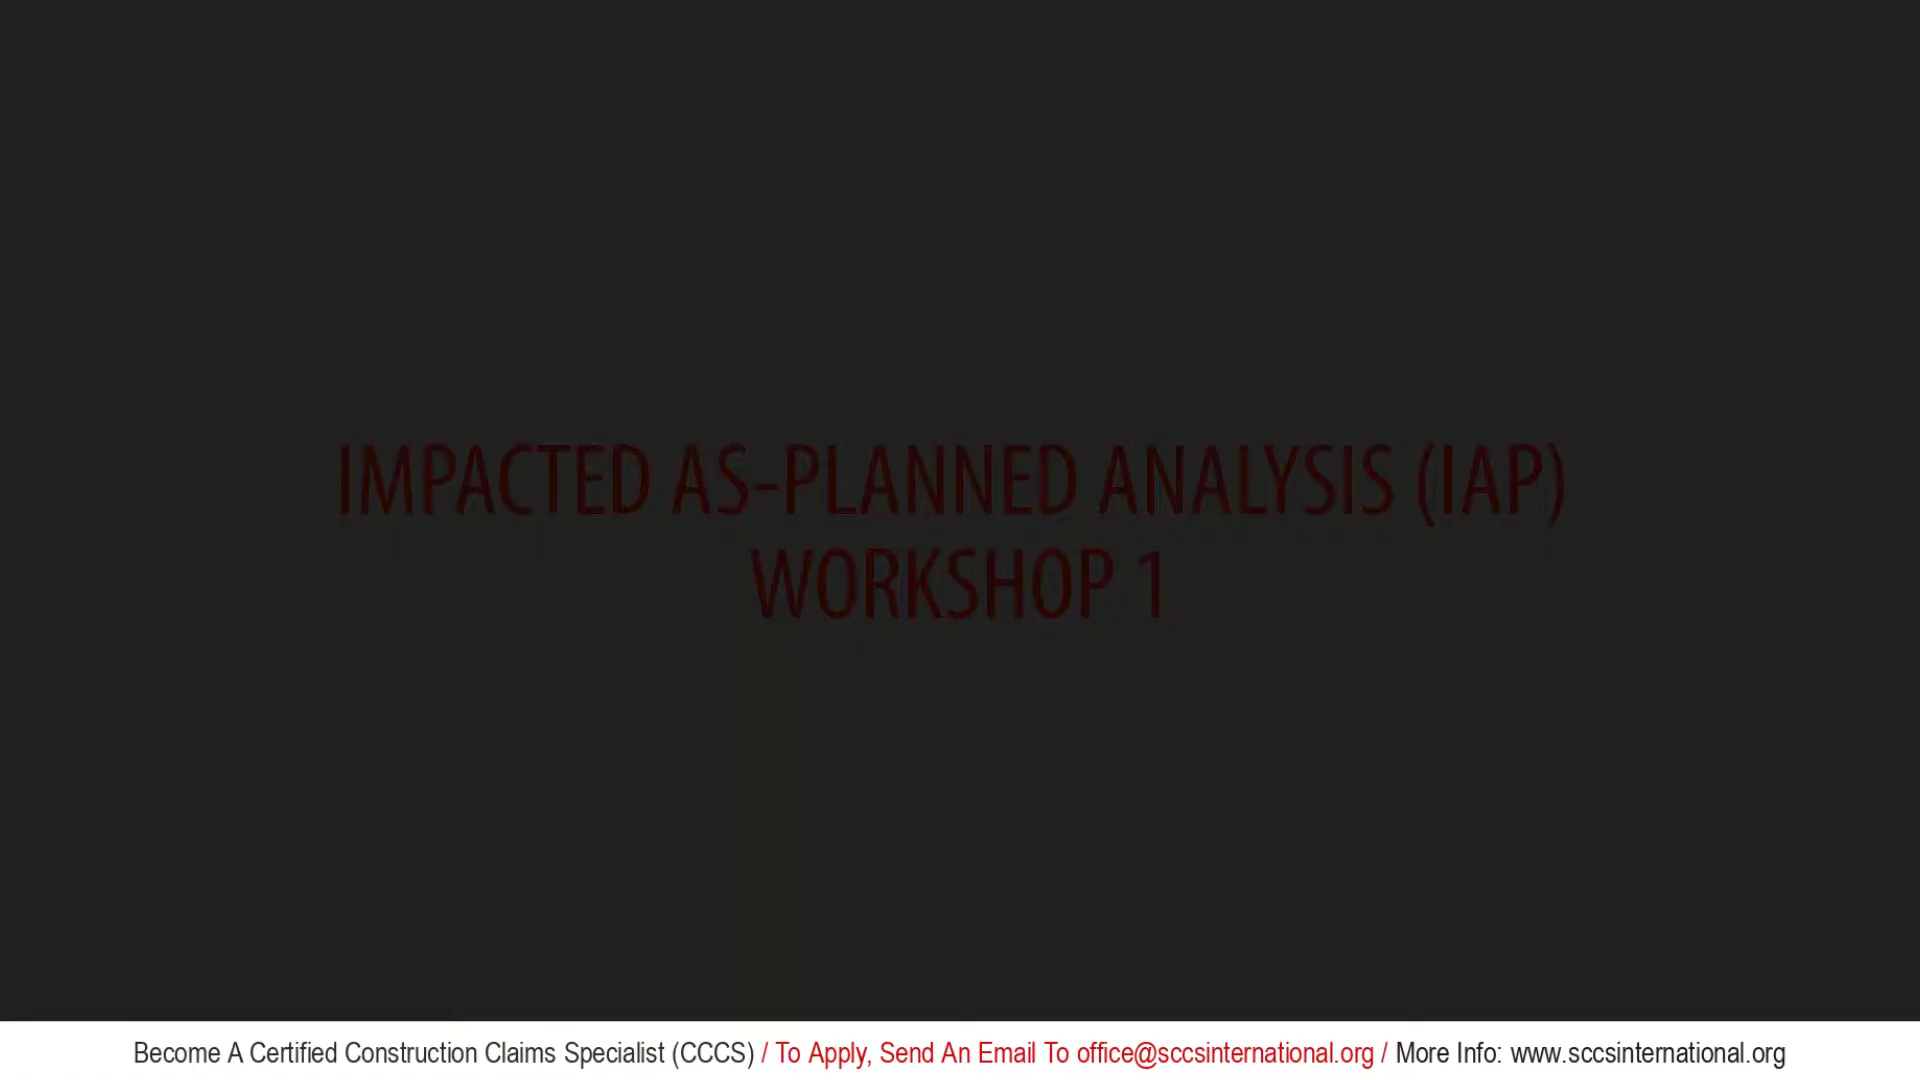 IMPACTED AS-PLANNED ANALYSIS (IAP)
WORKSHOP 1
Become A Certified Construction Claims Specialist (CCCS) / To Apply, Send An Email To office@sccsinternational.org / More Info: www.sccsinternational.org